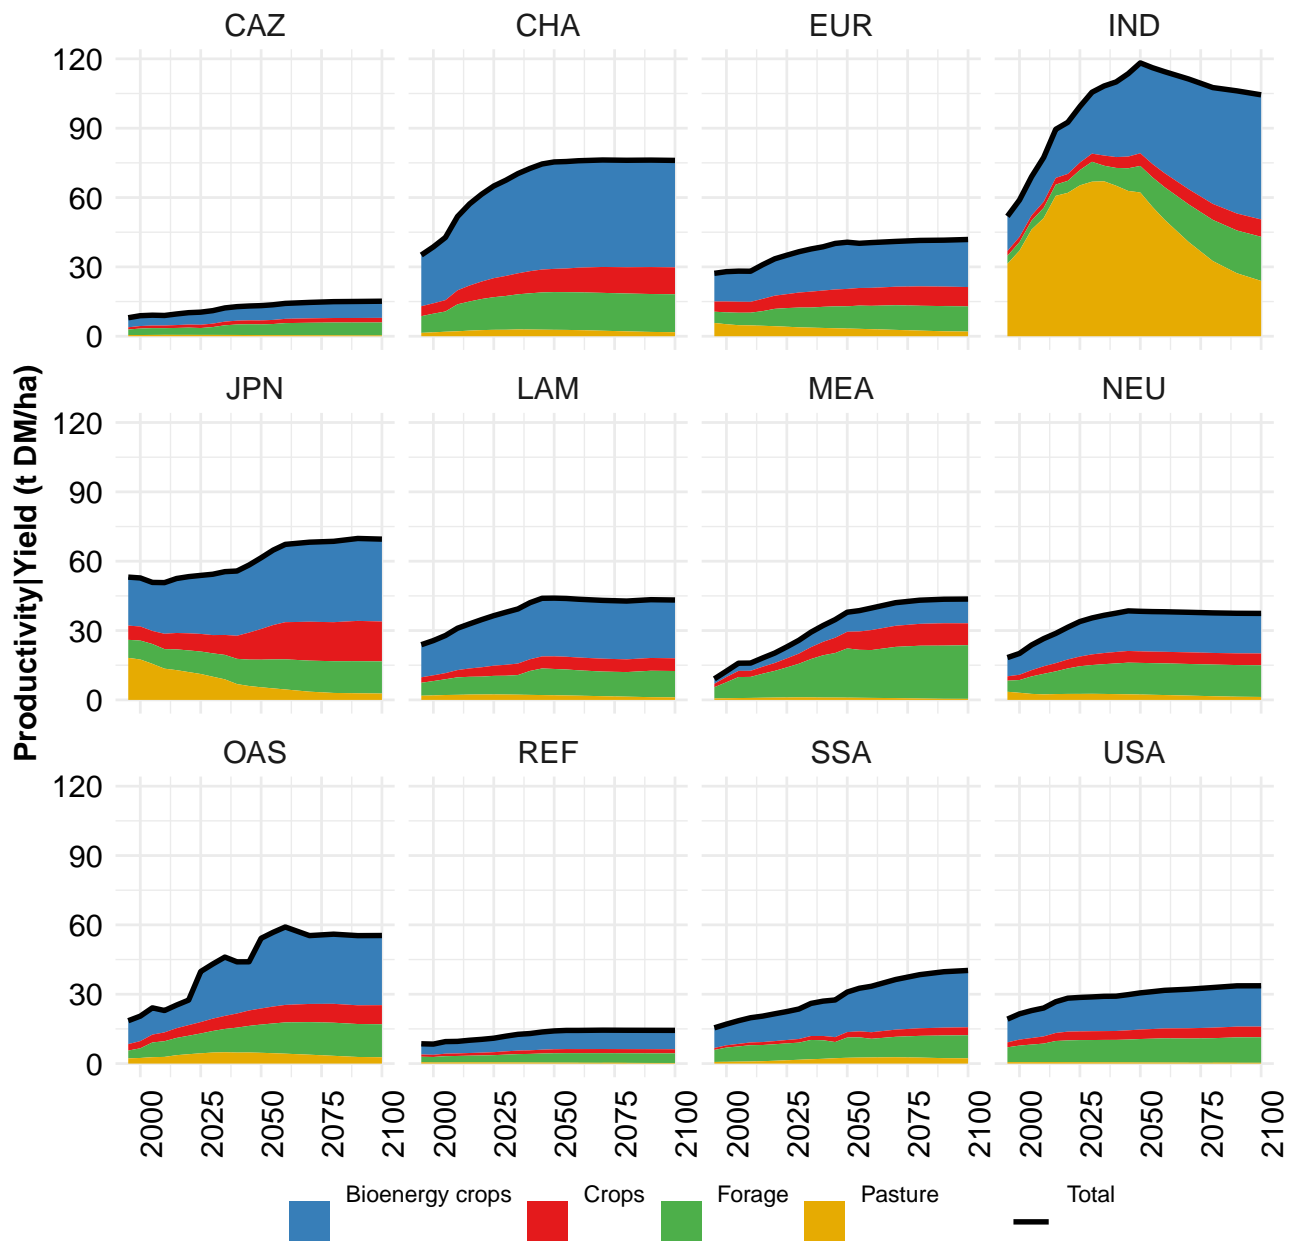 CAZ CHA EUR IND
120
90
60
30
0
JPN LAM MEA NEU
120
90
60
30
0
OAS REF SSA USA
120
90
60
30
0
Productivity|Yield (t DM/ha)
2000 2025 2050 2075 2100 2000 2025 2050 2075 2100 2000 2025 2050 2075 2100 2000 2025 2050 2075 2100
Bioenergy crops Crops Forage Pasture Total